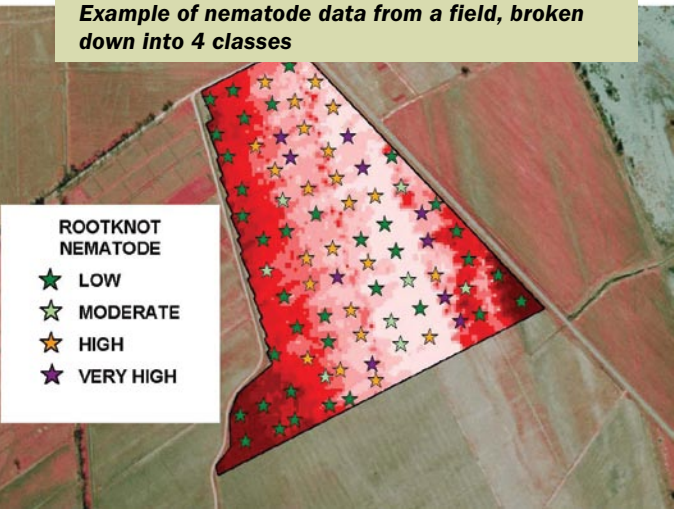 Example of nematode data from a field, broken
down into 4 classes
ROOTKNOT
NEMATODE
LOW
MODERATE
HIGH
VERY HIGH